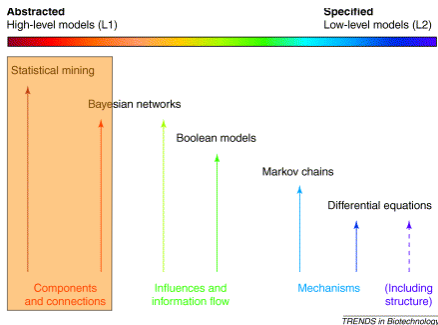 Abstracted
High-level models (L1)
Specified
Low-level models (L2)
Statistical mining
Bayesian networks
Boolean models
Markov chains
Differential equations
Components
and connections
Influences and
information flow
Mechanisms
(Including
structure)
TRENDS in Biotechnology